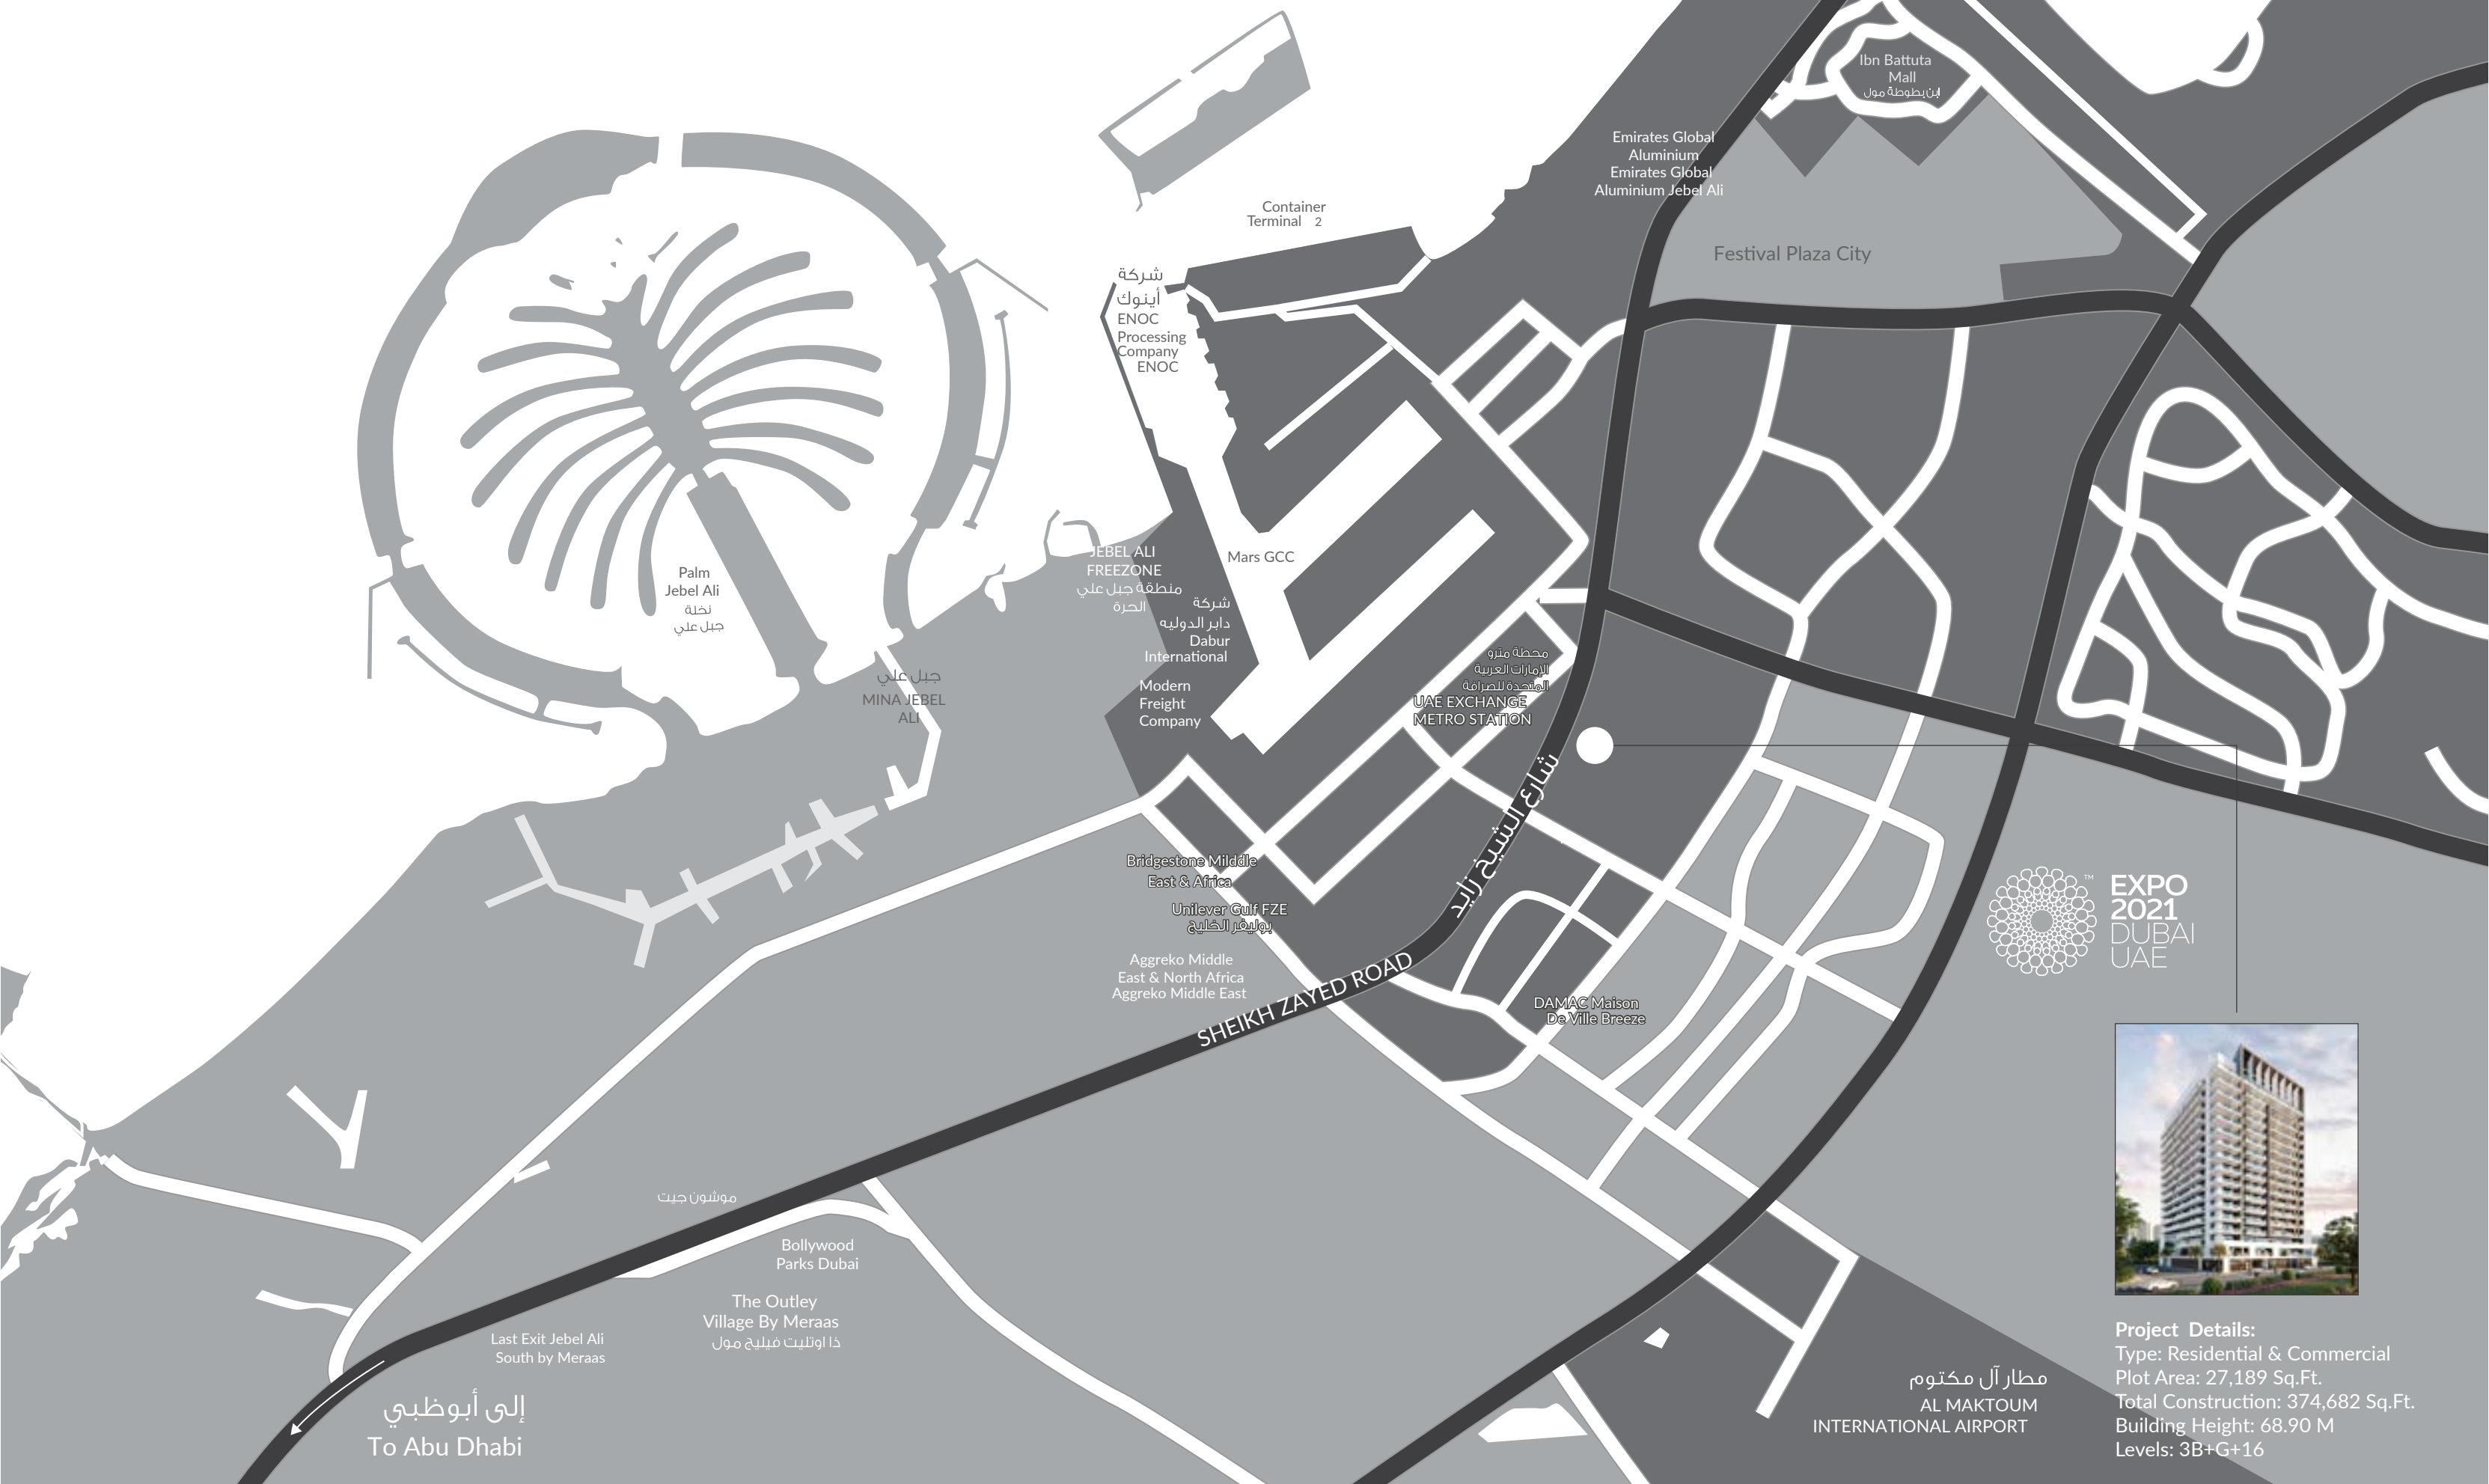 Ibn Battuta
Mall
ابن بطوطة مول
Emirates Global
Aluminium
Emirates Global
Aluminium Jebel Ali
Container
Terminal 2
Festival Plaza City
شركة
أينوك
ENOC
Processing
Company
ENOC
Palm
Jebel Ali
نخلة
جبل علي
JEBEL ALI
FREEZONE
منطقة جبل علي
الحرة
Mars GCC
شركة
دابر الدوليه
Dabur
International
Modern
Freight
Company
جبل علي
MINA JEBEL
ALI
محطة مترو
الإمارات العربية
المتحدة للصرافة
UAE EXCHANGE
METRO STATION
شارع الشيخ زايد
Bridgestone Milddle
East & Africa
Unilever Gulf FZE
يوليفر الخليج
Aggreko Middle
East & North Africa
Aggreko Middle East
SHEIKH ZAYED ROAD
DAMAC Maison
De Ville Breeze
™
EXPO
2021
DUBAI
UAE
موشون جيت
Bollywood
Parks Dubai
The Outley
Village By Meraas
ذا اوتليت فيليج مول
Last Exit Jebel Ali
South by Meraas
إلى أبوظبي
To Abu Dhabi
مطار آل مكتوم
AL MAKTOUM
INTERNATIONAL AIRPORT
Project Details:
Type: Residential & Commercial
Plot Area: 27,189 Sq.Ft.
Total Construction: 374,682 Sq.Ft.
Building Height: 68.90 M
Levels: 3B+G+16